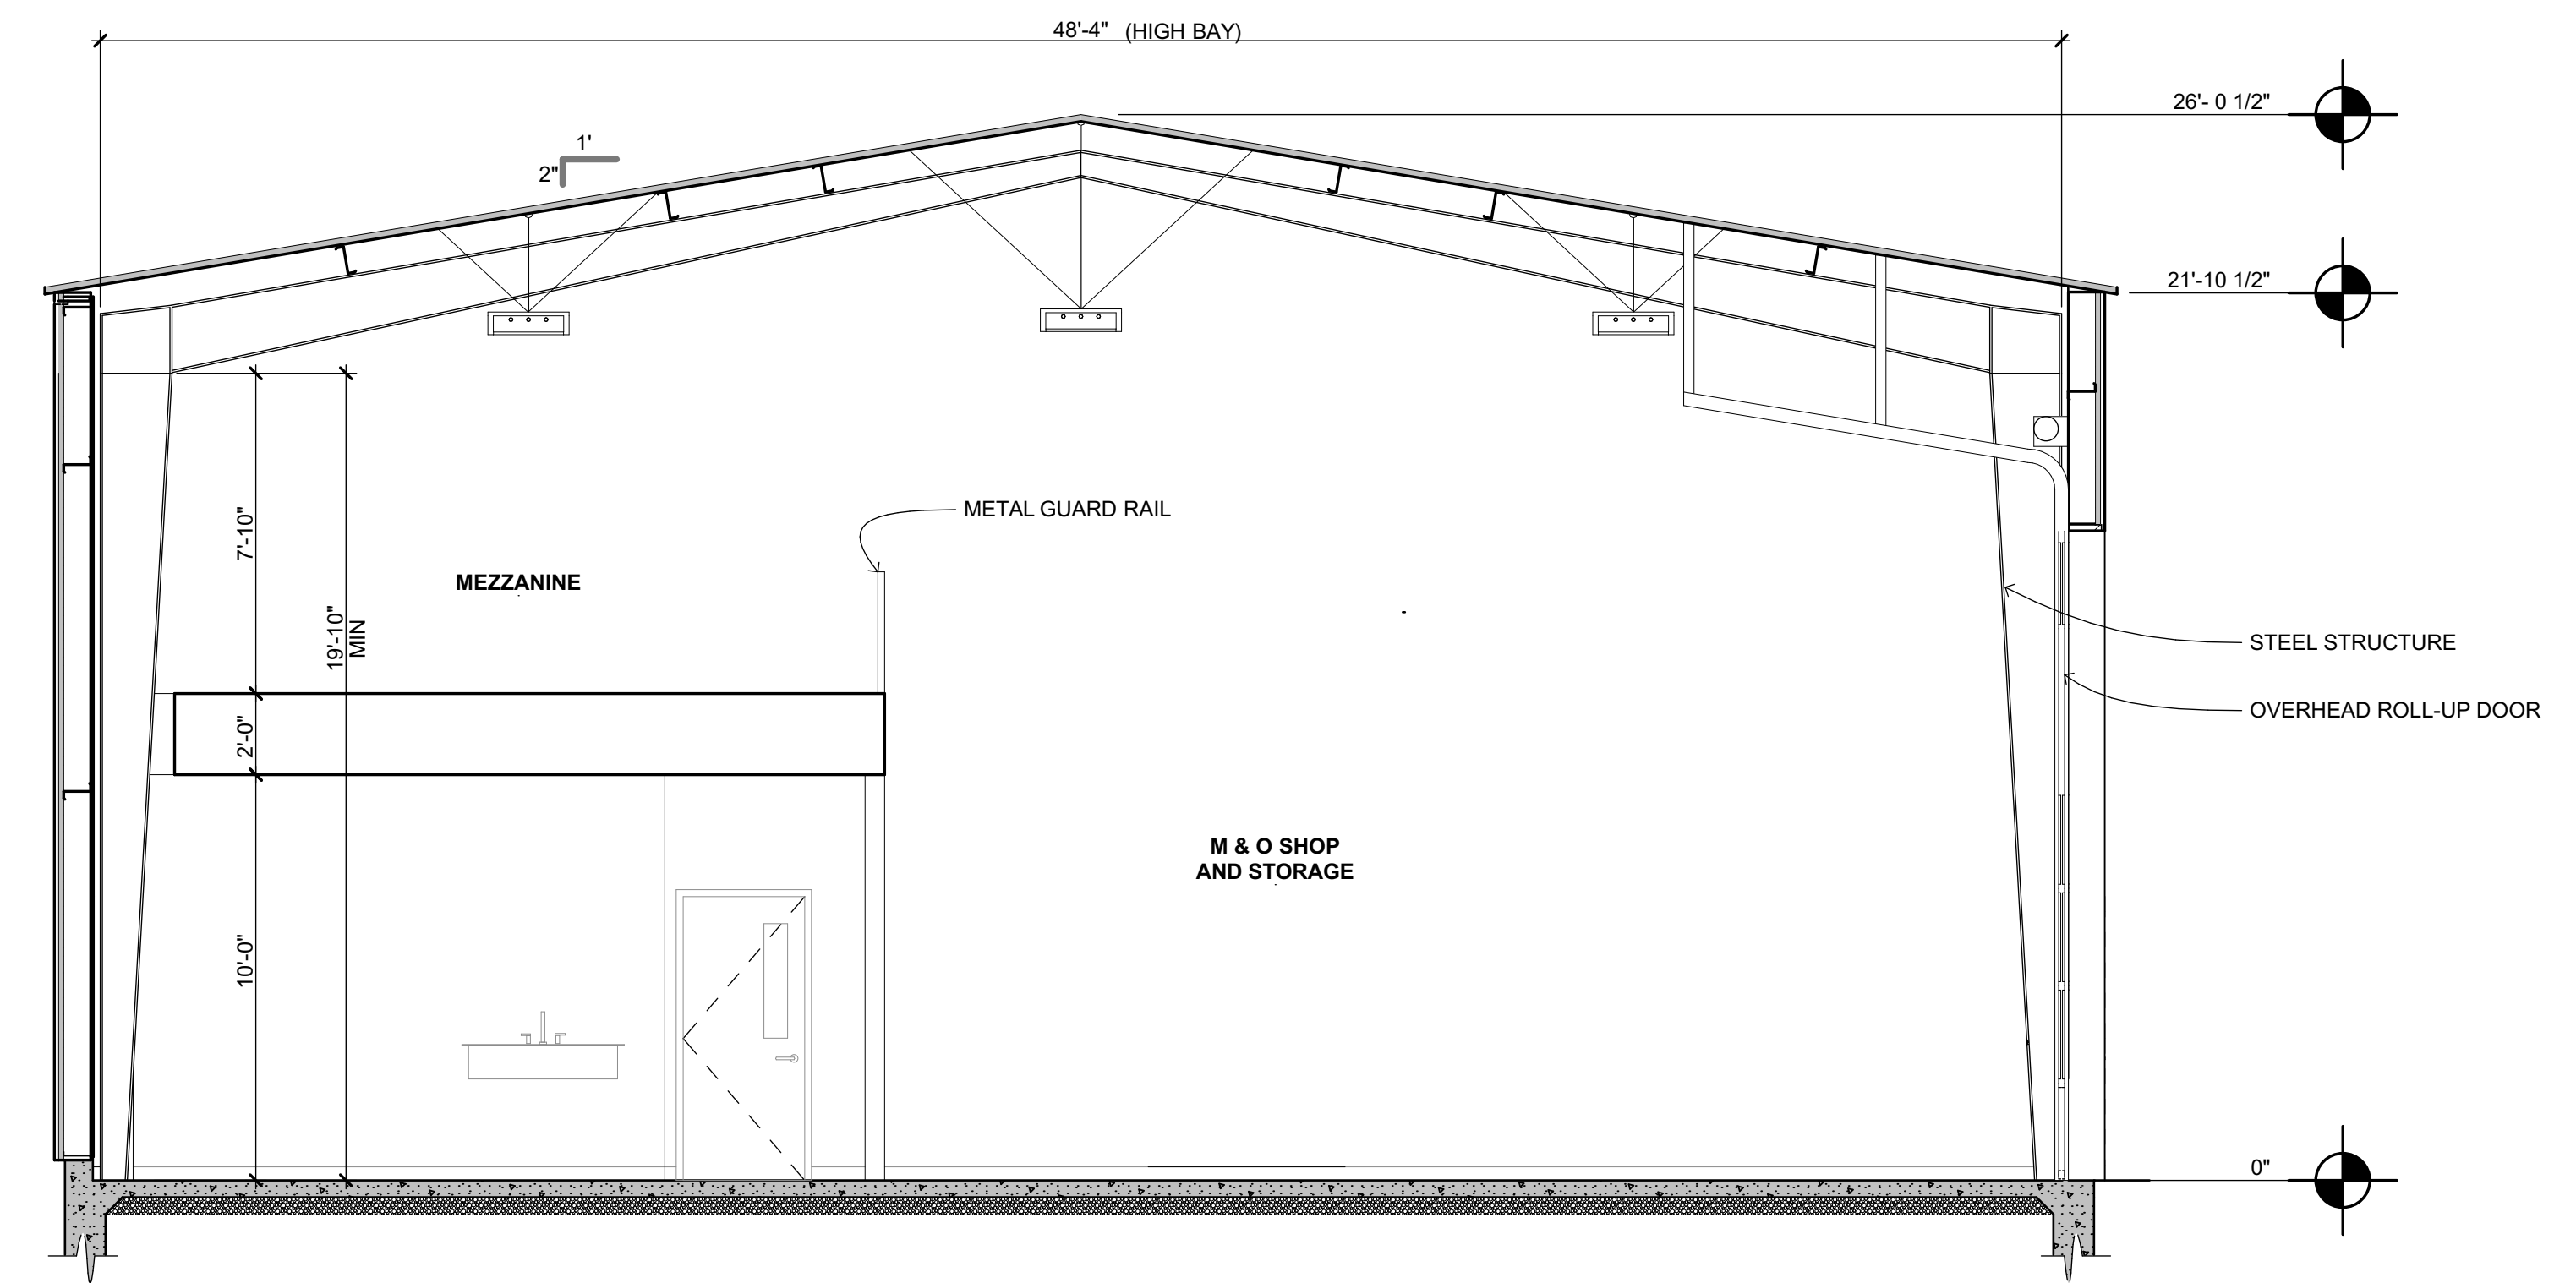 48'-4" (HIGH BAY)
26'- 0 1/2"
1'
2"
21'-10 1/2"
METAL GUARD RAIL
7'-10"
MEZZANINE
19'-10"
MIN
STEEL STRUCTURE
OVERHEAD ROLL-UP DOOR
2'-0"
M & O SHOP
AND STORAGE
10'-0"
0"